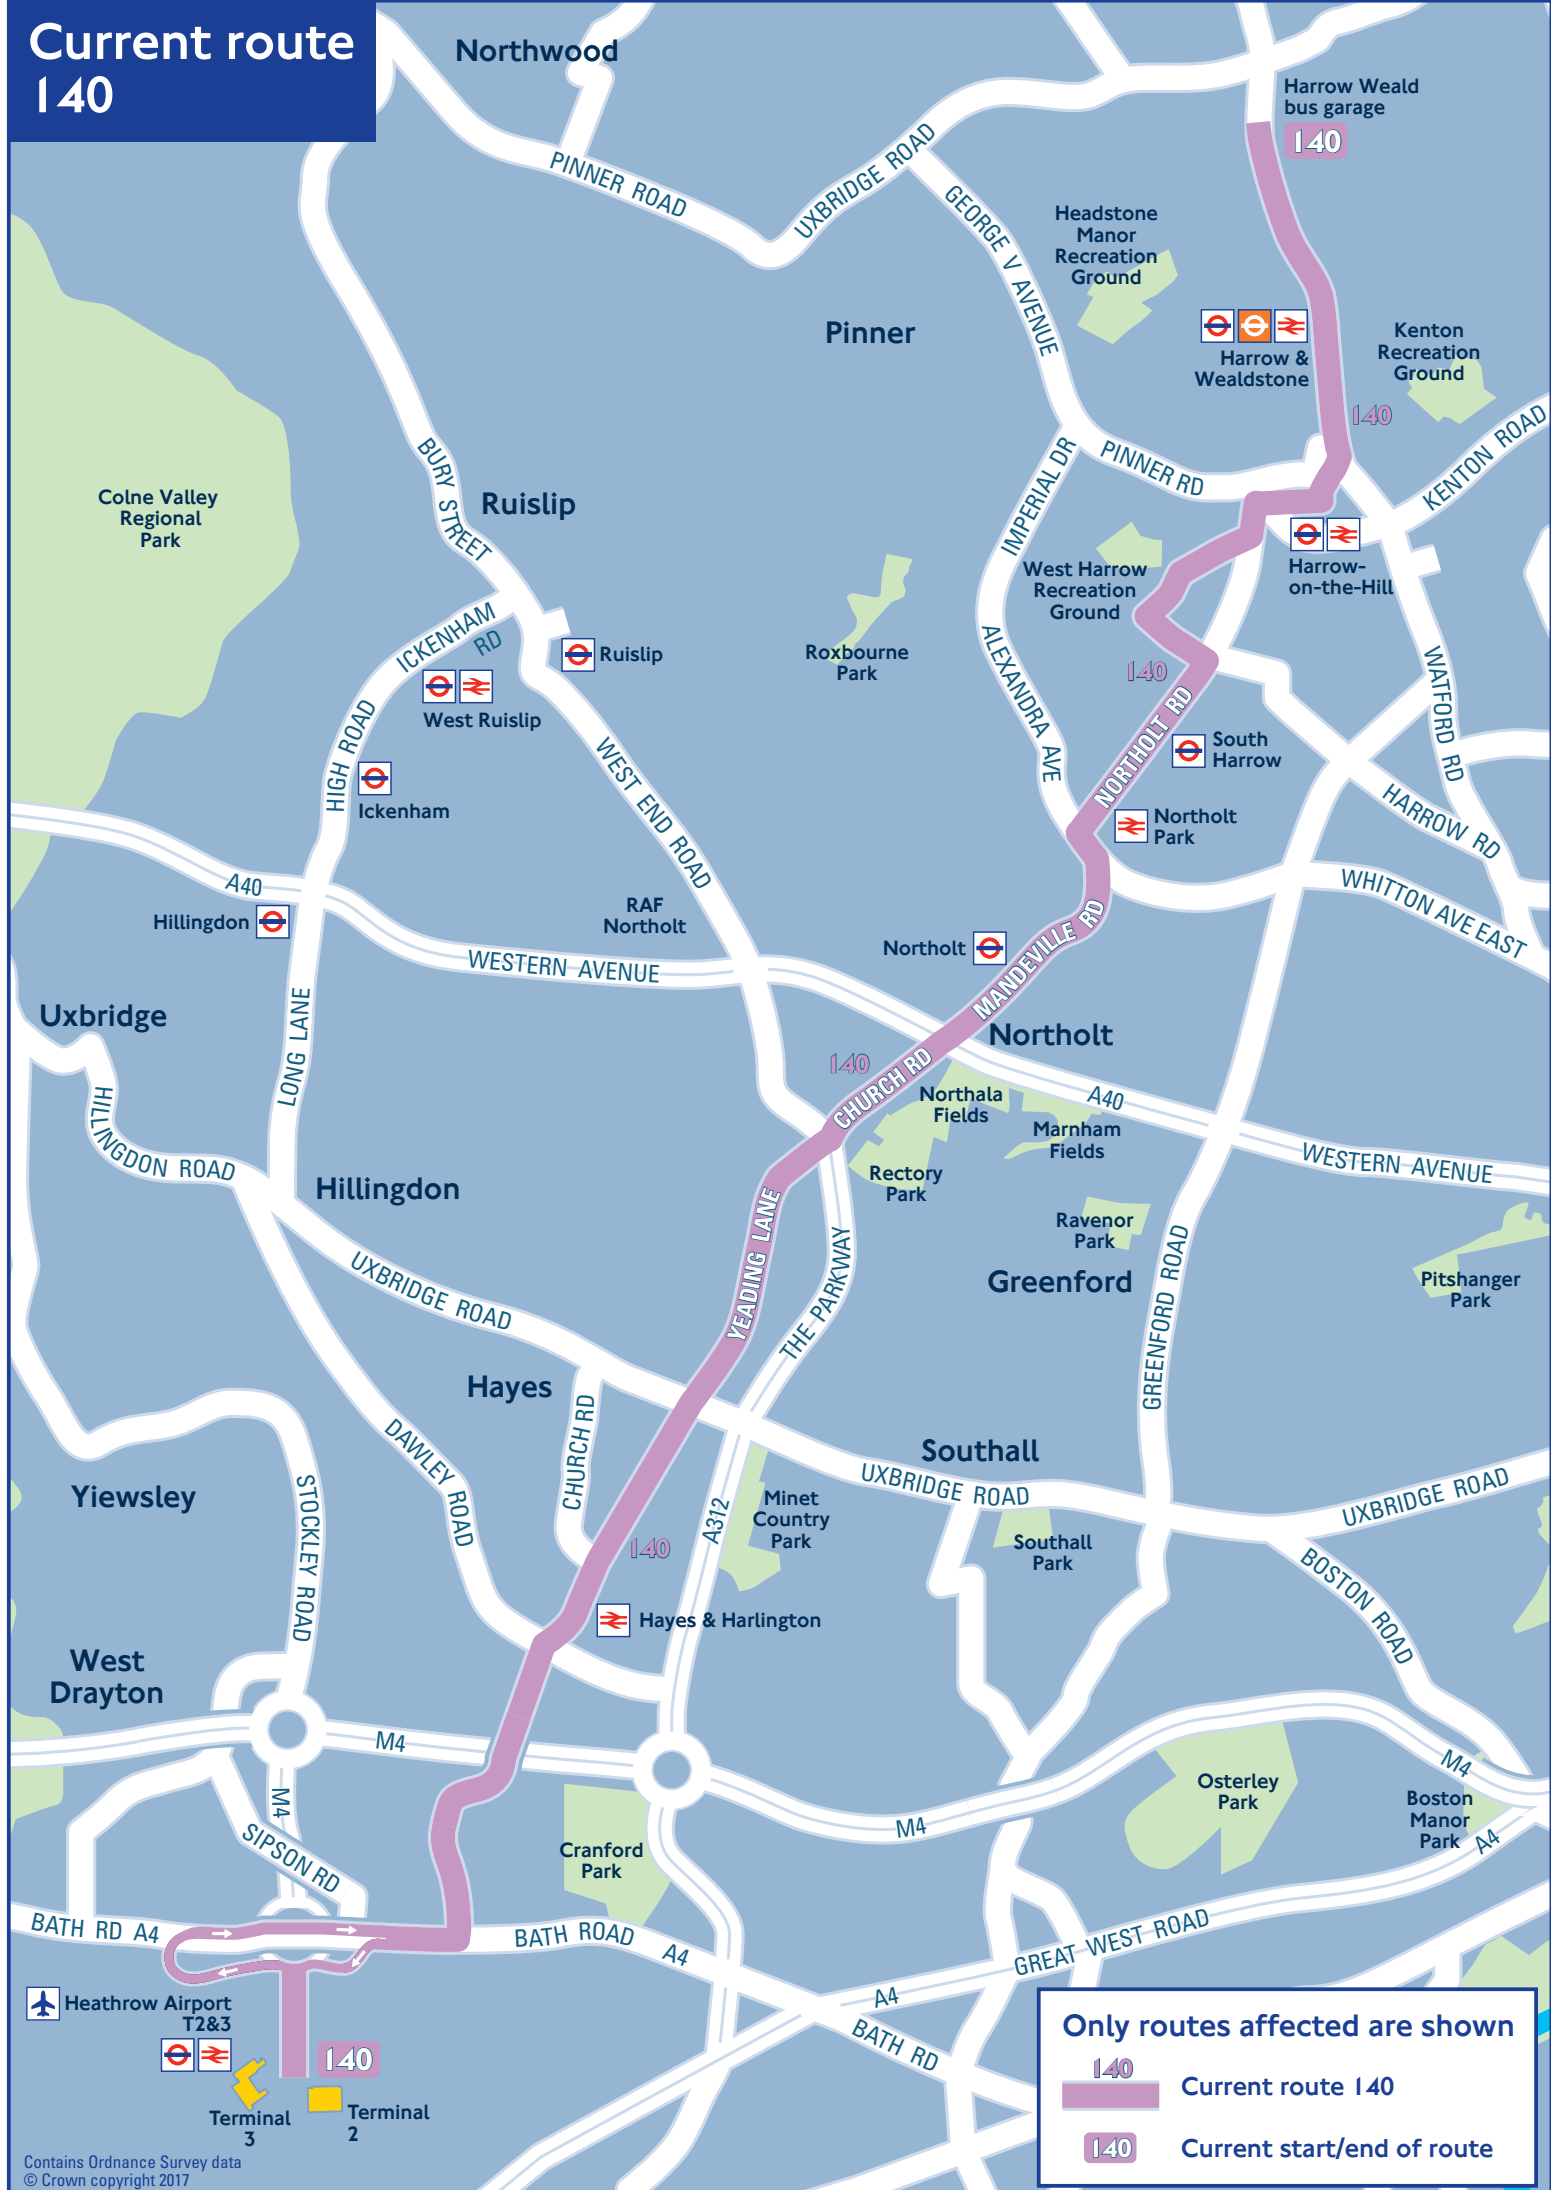 Current route
140
Northwood
Harrow Weald
bus garage
140
PINNER ROAD
UXBRIDGE ROAD
GEORGE V AVENUE
Headstone
Manor
Recreation
Ground
Pinner
Harrow &
Wealdstone
Kenton
Recreation
Ground
140
KENTON ROAD
PINNER RD
IMPERIAL DR
BURY STREET
Ruislip
Colne Valley
Regional
Park
Harrow-
on-the-Hill
West Harrow
Recreation
Ground
ICKENHAM
RD
Ruislip
Roxbourne
Park
ALEXANDRA AVE
140
WATFORD RD
West Ruislip
HIGH ROAD
NORTHOLT RD
South
Harrow
WEST END ROAD
Ickenham
Northolt
Park
HARROW RD
A40
WHITTON AVE EAST
Hillingdon
RAF
Northolt
MANDEVILLE RD
Northolt
WESTERN AVENUE
Uxbridge
LONG LANE
Northolt
140
CHURCH RD
Northala
Fields
A40
Marnham
Fields
HILLINGDON ROAD
WESTERN AVENUE
Rectory
Park
Hillingdon
YEADING LANE
Ravenor
Park
THE PARKWAY
GREENFORD ROAD
Greenford
Pitshanger
Park
UXBRIDGE ROAD
Hayes
CHURCH RD
DAWLEY ROAD
Southall
UXBRIDGE ROAD
UXBRIDGE ROAD
Yiewsley
STOCKLEY ROAD
A312
Minet
Country
Park
Southall
Park
140
BOSTON ROAD
Hayes & Harlington
West
Drayton
M4
M4
M4
Osterley
Park
Boston
Manor
Park
M4
A4
SIPSON RD
Cranford
Park
BATH RD A4
BATH ROAD
A4
GREAT WEST ROAD
A4
BATH RD
Heathrow Airport
T2&3
140
Terminal
3
Terminal
2
Only routes affected are shown
140
Current route 140
140
Current start/end of route
Contains Ordnance Survey data
© Crown copyright 2017